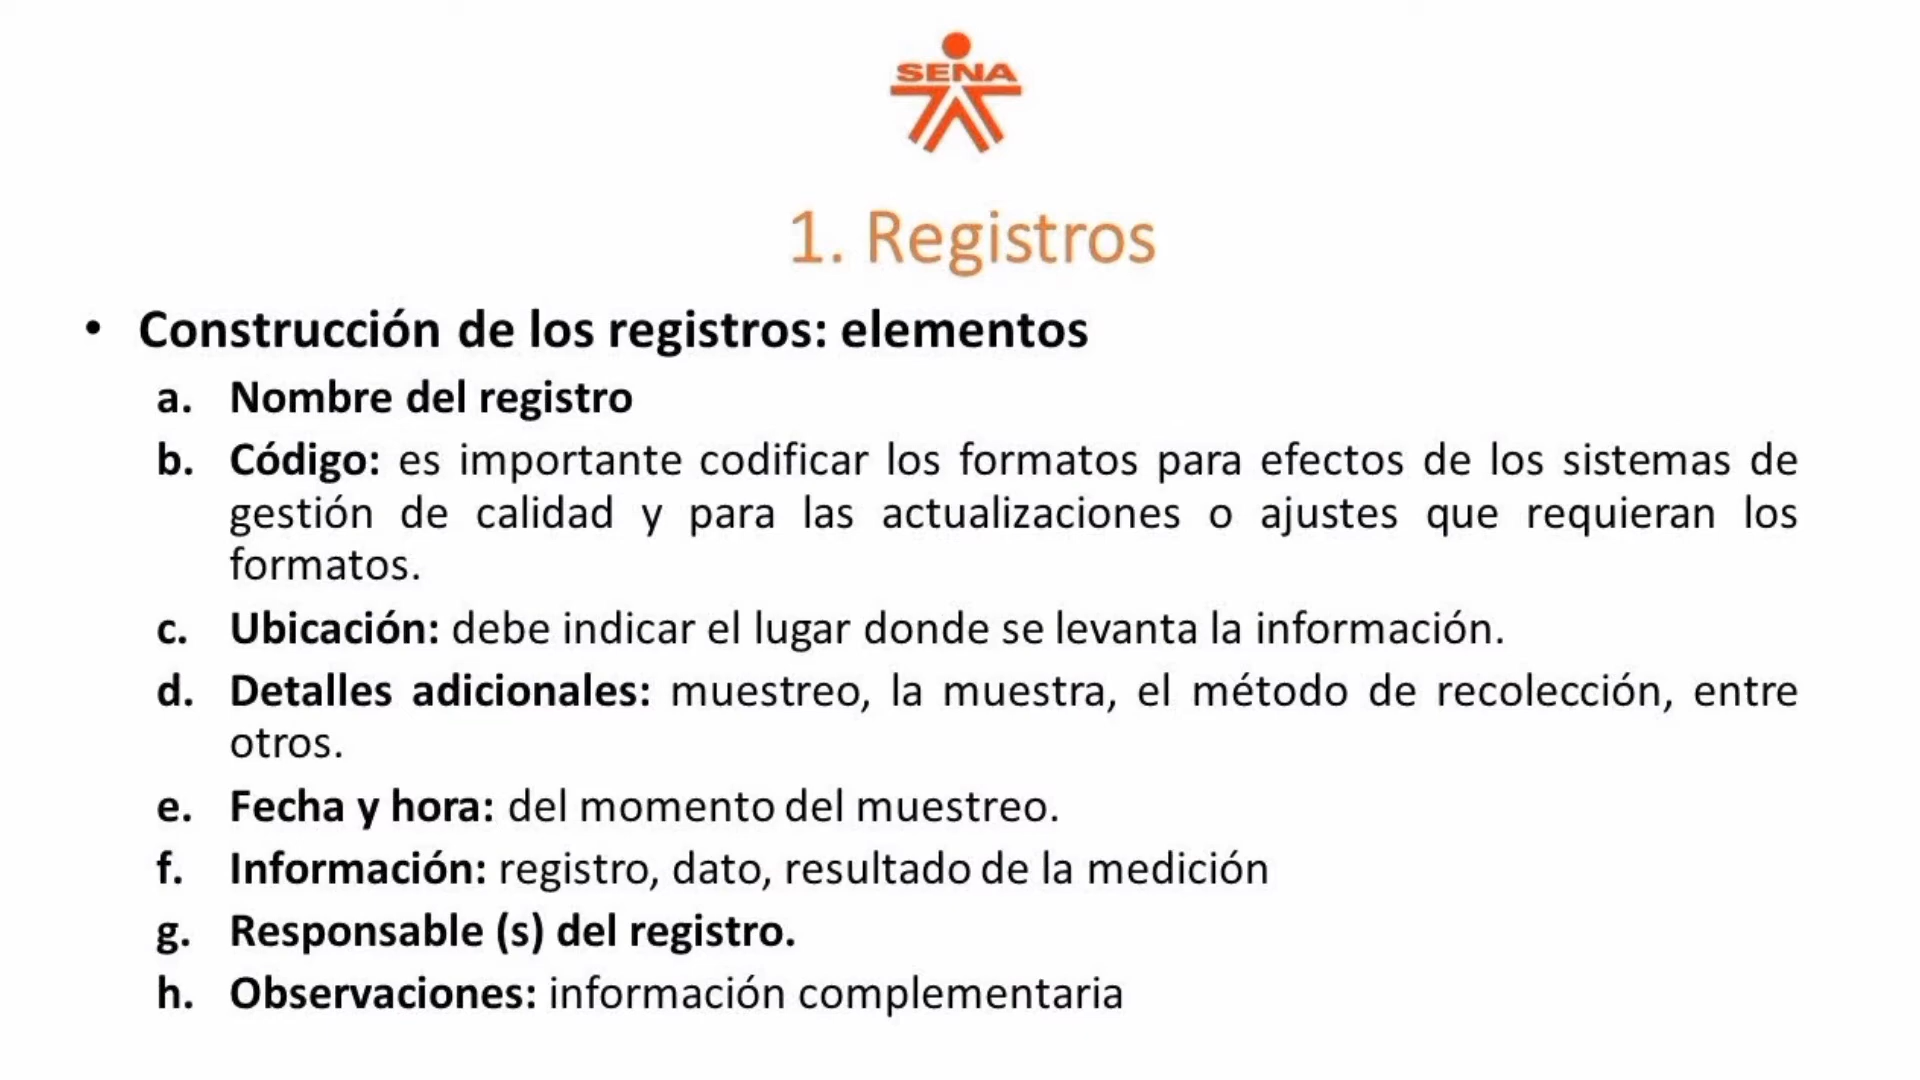 SENA
1. Registros
• Construcción de los registros: elementos
a. Nombre del registro
b. Código: es importante codificar los formatos para efectos de los sistemas de
gestión de calidad y para las actualizaciones o ajustes que requieran los
formatos.
c. Ubicación: debe indicar el lugar donde se levanta la información.
d. Detalles adicionales: muestreo, la muestra, el método de recolección, entre
otros.
e. Fecha y hora: del momento del muestreo.
f. Información: registro, dato, resultado de la medición
g. Responsable (s) del registro.
h. Observaciones: información complementaria